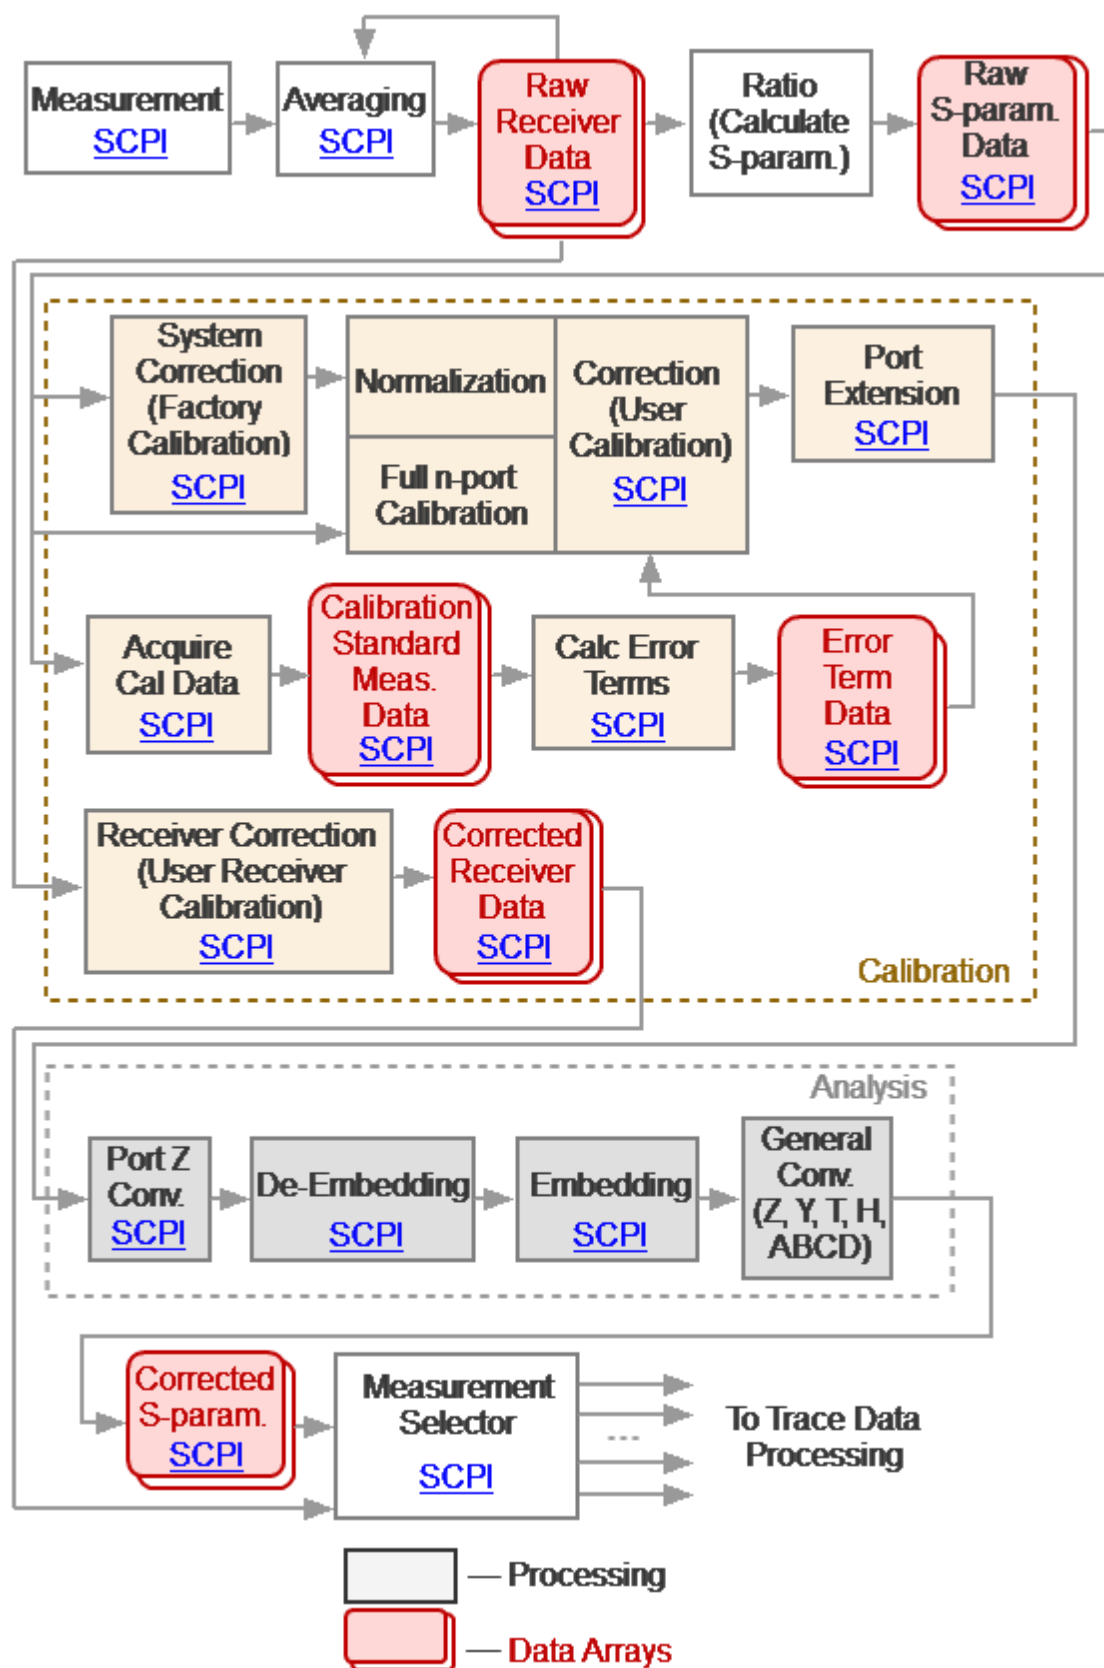 Measurement
SCPI
Averaging
SCPI
Raw
Receiver
Data
SCPI
Ratio
(Calculate
S-param.)
Raw
S-param.
Data
SCPI
System
Correction
(Factory
Calibration)
SCPI
Normalization
Full n-port
Calibration
Correction
(User
Calibration)
SCPI
Port
Extension
SCPI
Acquire
Cal Data
SCPI
Calibration
Standard
Meas.
Data
SCPI
Calc Error
Terms
SCPI
Error
Term
Data
SCPI
Receiver Correction
(User Receiver
Calibration)
SCPI
Corrected
Receiver
Data
SCPI
Calibration
Analysis
Port Z
Conv.
SCPI
De-Embedding
SCPI
Embedding
SCPI
General
Conv.
(Z, Y, T, H,
ABCD)
Corrected
S-param.
SCPI
Measurement
Selector
SCPI
To Trace Data
Processing
— Processing
— Data Arrays